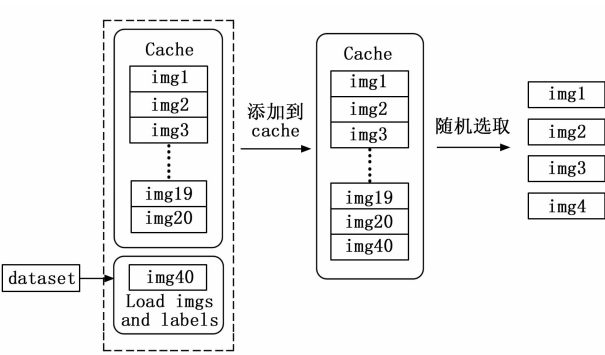 Cache
img1
img2
img3
img19
img20
dataset
img40
Load imgs
and labels
添加到
cache
Cache
img1
img2
img3
img19
img20
img40
随机选取
img1
img2
img3
img4